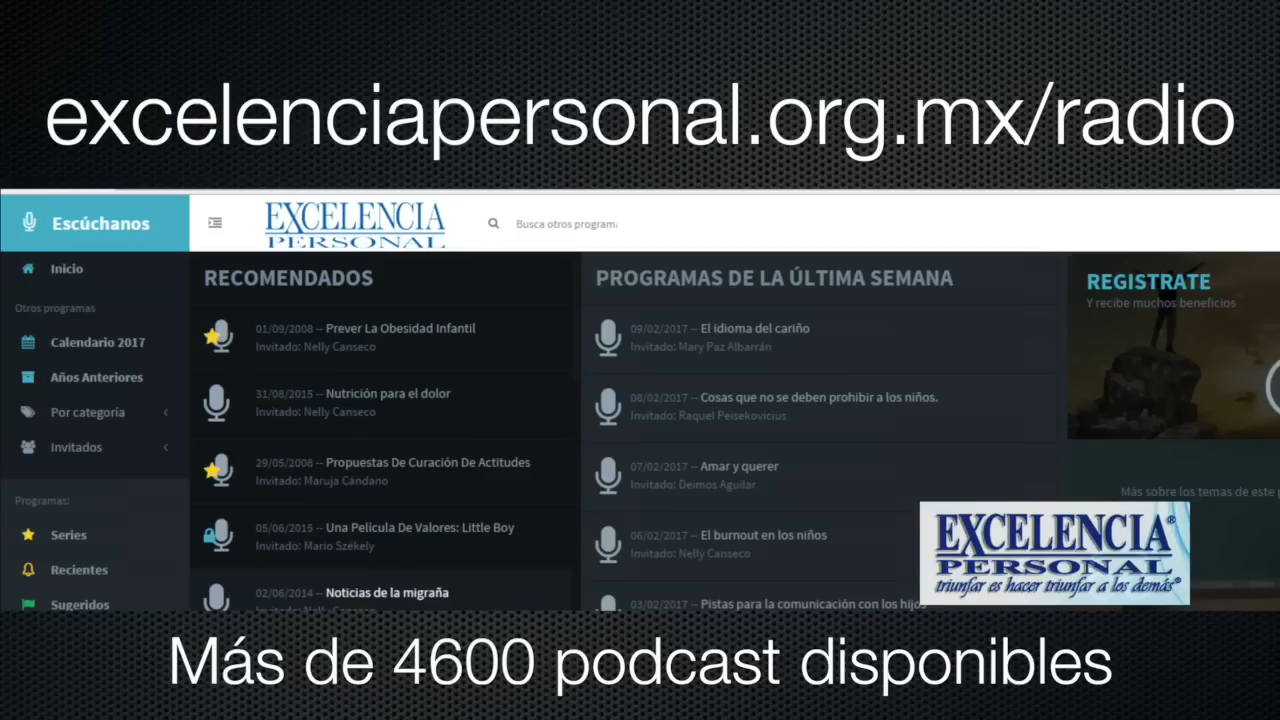 excelenciapersonal.org.mx/radio
Escúchanos
EXCELENCIA
PERSONAL
Busca otros programa
Inicio
Otros programas
Calendario 2017
Años Anteriores
Por categoría
Invitados
Programas:
Series
Recientes
Sugeridos
RECOMENDADOS
01/09/2008 -- Prever La Obesidad Infantil
Invitado: Nelly Canseco
31/08/2015 -- Nutrición para el dolor
Invitado: Nelly Canseco
29/05/2008 -- Propuestas De Curación De Actitudes
Invitado: Maruja Cándano
05/06/2015 -- Una Película De Valores: Little Boy
Invitado: Mario Székely
02/06/2014 -- Noticias de la migraña
Invitado: Nelly Canseco
PROGRAMAS DE LA ÚLTIMA SEMANA
09/02/2017 -- El idioma del cariño
Invitado: Mary Paz Albarrán
08/02/2017 -- Cosas que no se deben prohibir a los niños.
Invitado: Raquel Peisekovicius
07/02/2017 -- Amar y querer
Invitado: Deimos Aguilar
06/02/2017 -- El burnout en los niños
Invitado: Nelly Canseco
03/02/2017 -- Pistas para la comunicación con los hijos
REGISTRATE
Y recibe muchos beneficios
Más sobre los temas de este
EXCELENCIA®
PERSONAL
triunfar es hacer triunfar a los demás®
Más de 4600 podcast disponibles